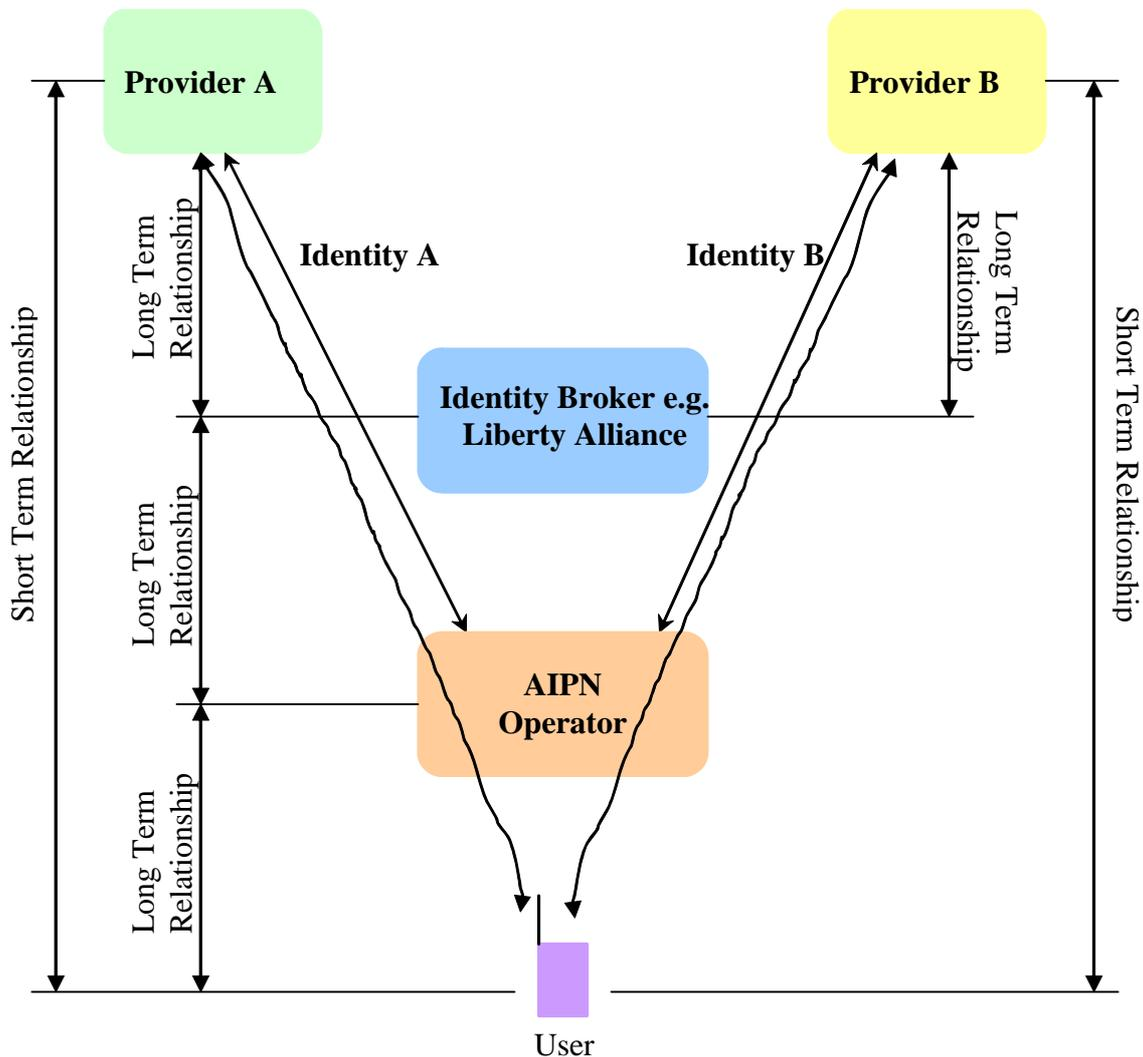 Provider A
Provider B
Identity A
Identity B
Long Term
Relationship
Long Term
Relationship
Short Term Relationship
Short Term Relationship
Identity Broker e.g.
Liberty Alliance
Long Term
Relationship
AIPN
Operator
Long Term
Relationship
User